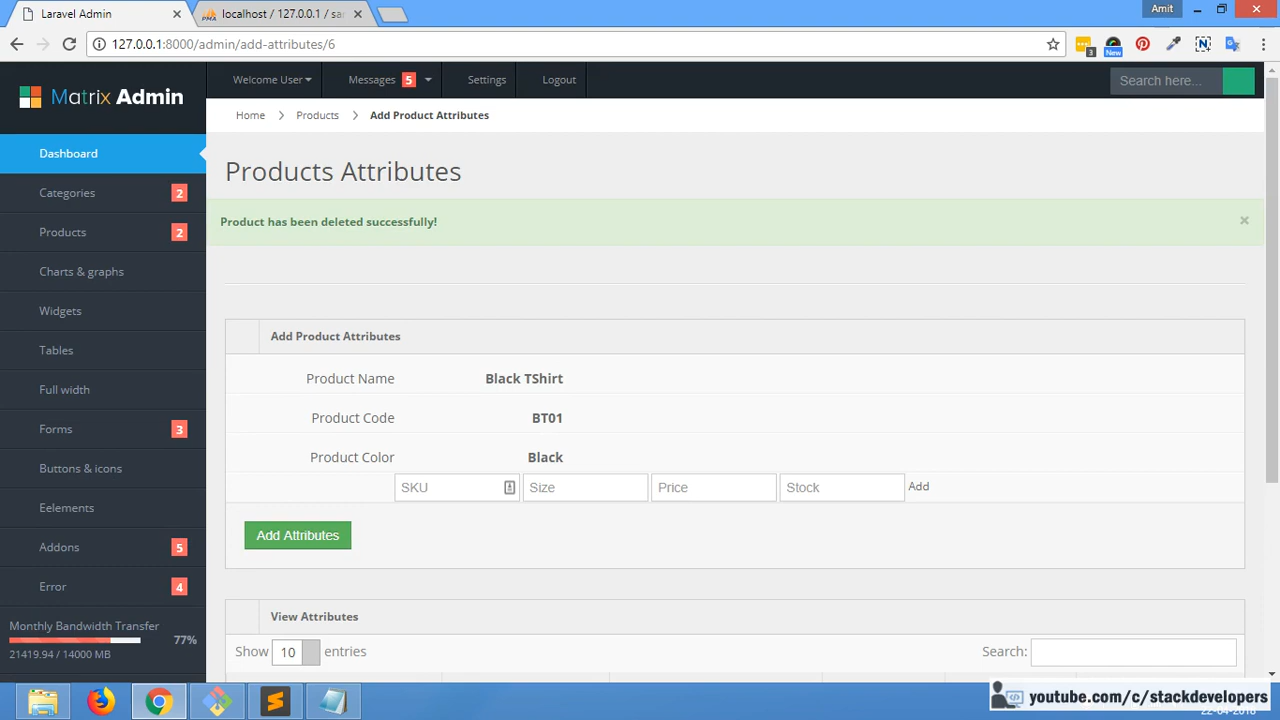 Laravel Admin
localhost / 127.0.0.1 / sar
Amit
127.0.0.1:8000/admin/add-attributes/6
3
New
Matrix Admin
Welcome User
Messages 5
Settings
Logout
Search here...
Home
Products
Add Product Attributes
Dashboard
Categories 2
Products 2
Charts & graphs
Widgets
Tables
Full width
Forms 3
Buttons & icons
Eelements
Addons 5
Error 4
Monthly Bandwidth Transfer
77%
21419.94 / 14000 MB
Products Attributes
Product has been deleted successfully!
×
Add Product Attributes
Product Name Black TShirt
Product Code BT01
Product Color Black
SKU Size Price Stock Add
Add Attributes
View Attributes
Show 10 entries
Search:
youtube.com/c/stackdevelopers